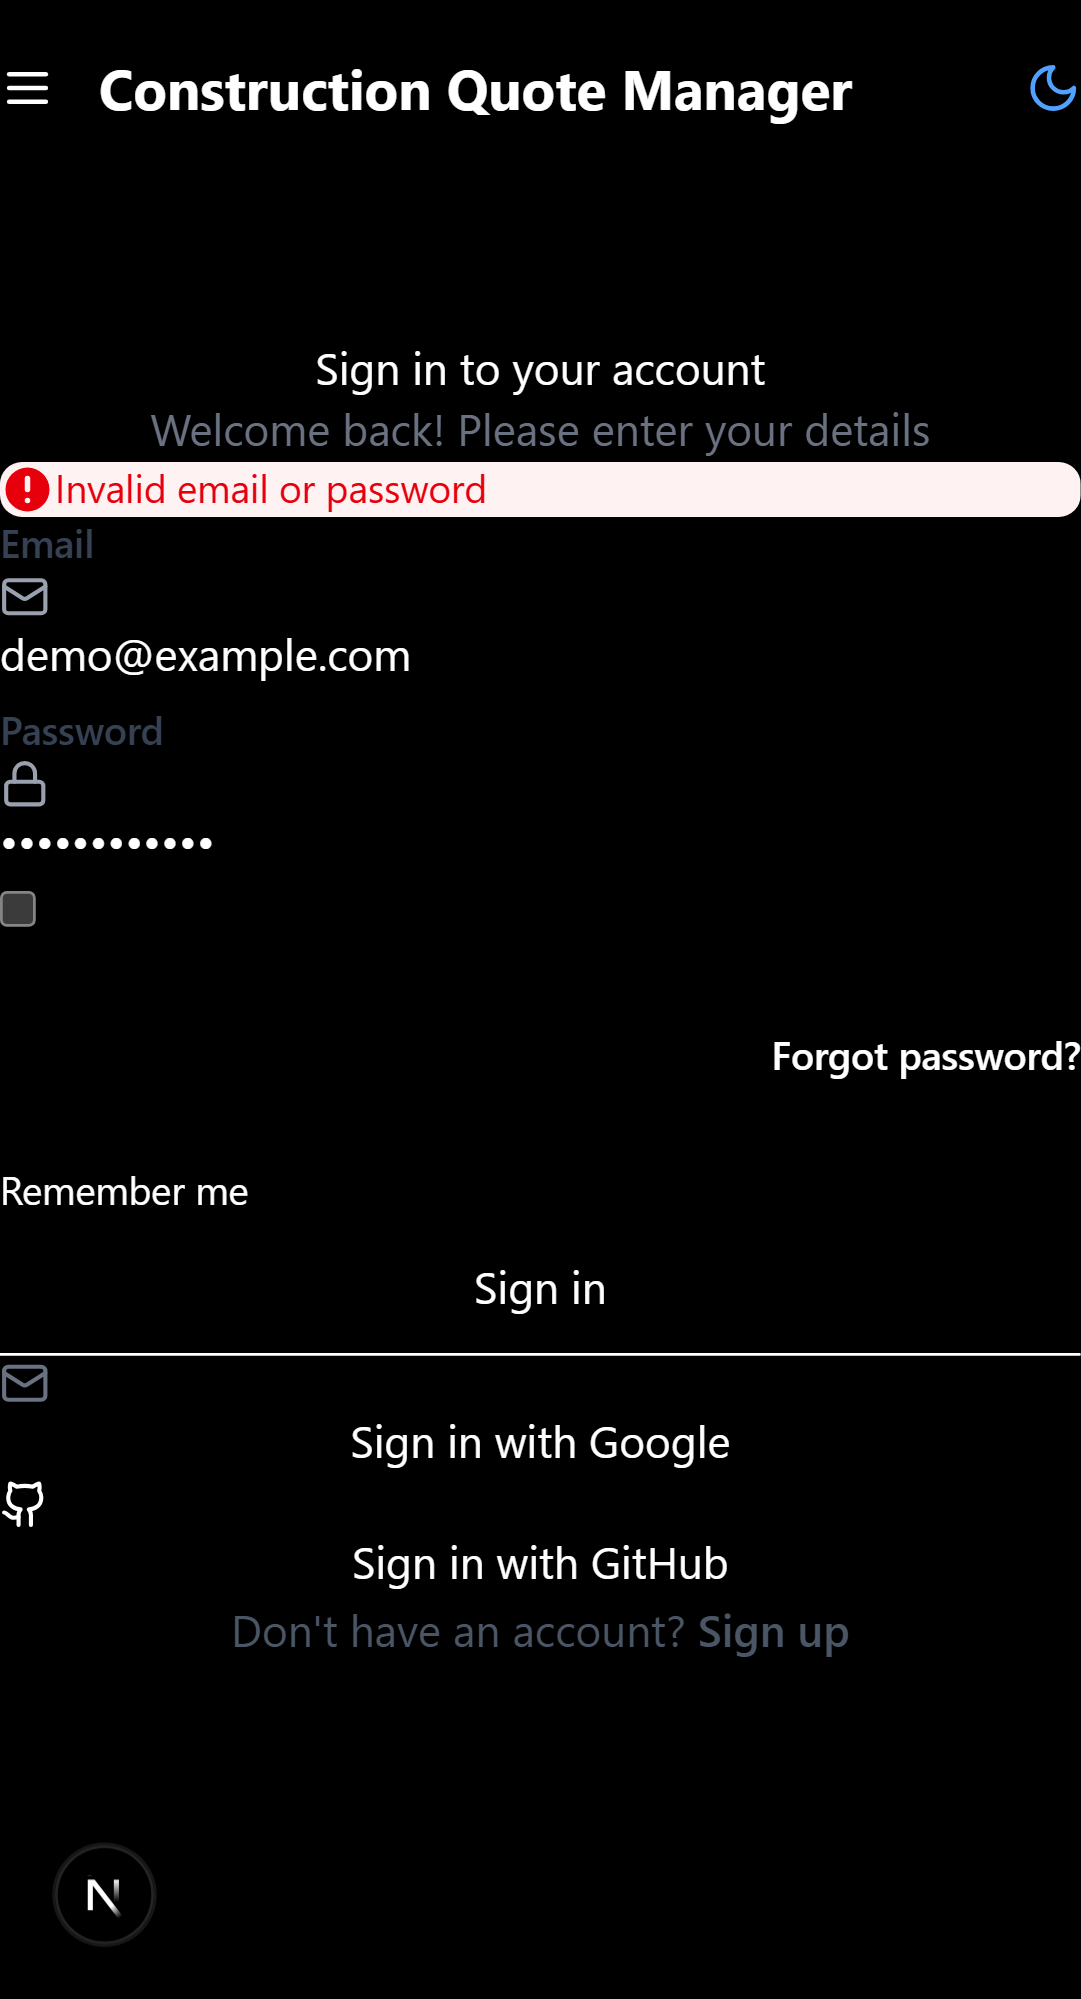 Construction Quote Manager
Sign in to your account
Welcome back! Please enter your details
Invalid email or password
Email
demo@example.com
Password
••••••••••••
Forgot password?
Remember me
Sign in
Sign in with Google
Sign in with GitHub
Don't have an account? Sign up
N